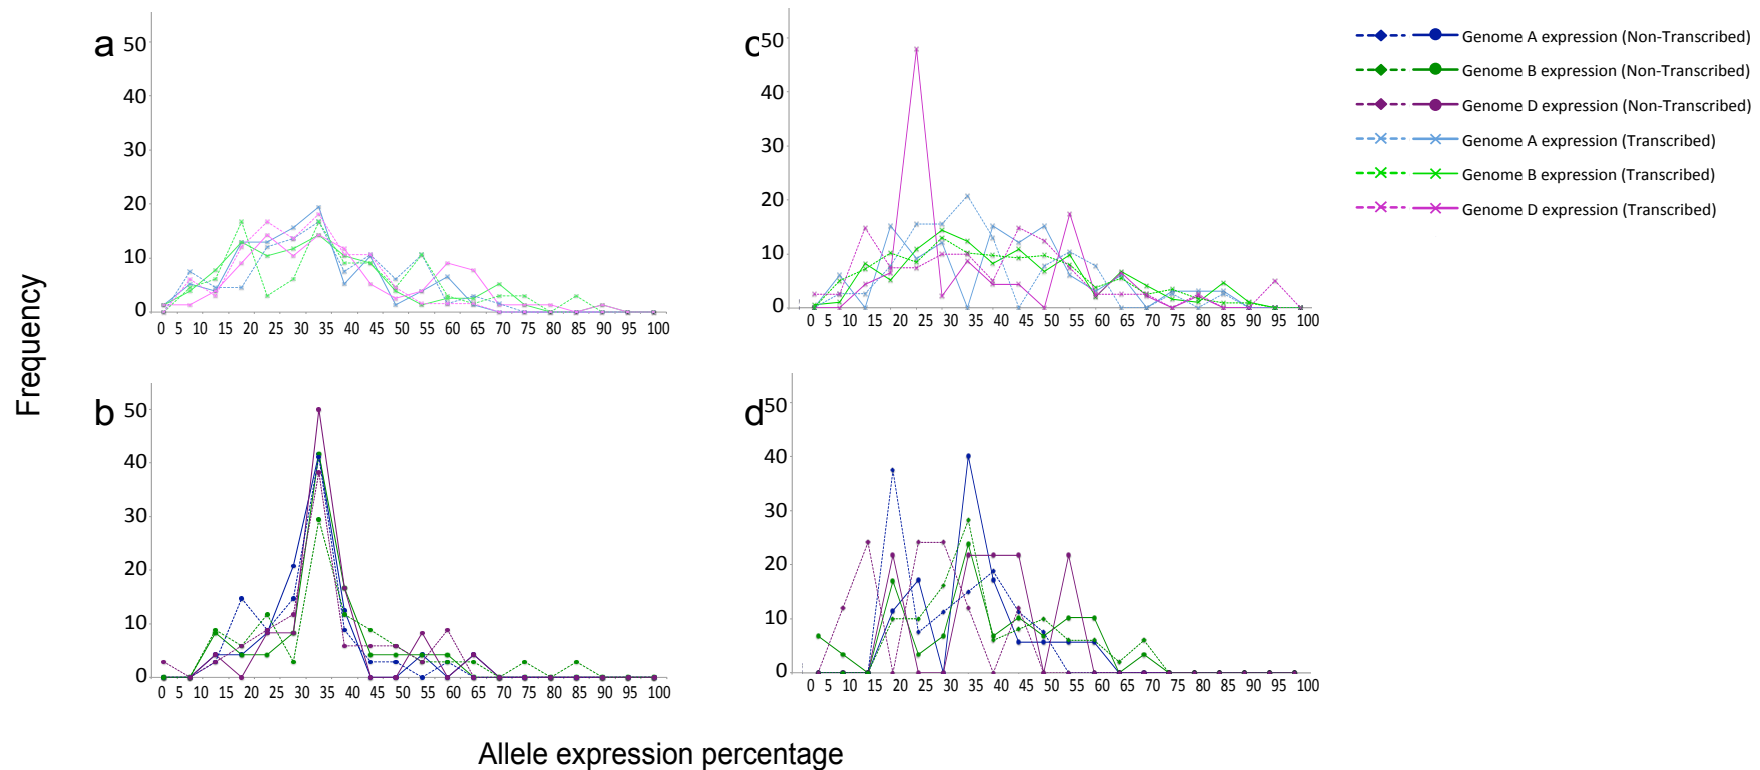 a
50
40
30
20
10
0
0 5 10 15 20 25 30 35 40 45 50 55 60 65 70 75 80 85 90 95 100
c
50
40
30
20
10
0
0 5 10 15 20 25 30 35 40 45 50 55 60 65 70 75 80 85 90 95 100
Genome A expression (Non-Transcribed)
Genome B expression (Non-Transcribed)
Genome D expression (Non-Transcribed)
Genome A expression (Transcribed)
Genome B expression (Transcribed)
Genome D expression (Transcribed)
Frequency
b
50
40
30
20
10
0
0 5 10 15 20 25 30 35 40 45 50 55 60 65 70 75 80 85 90 95 100
d
50
40
30
20
10
0
0 5 10 15 20 25 30 35 40 45 50 55 60 65 70 75 80 85 90 95 100
Allele expression percentage